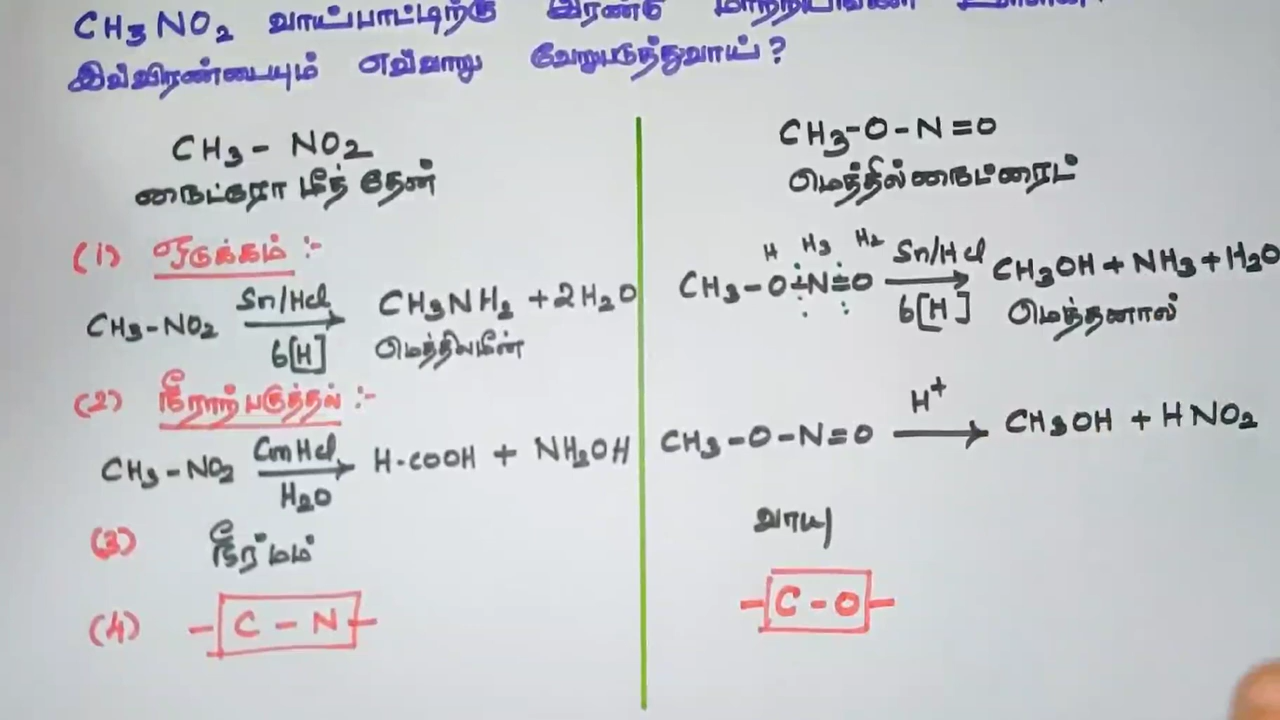 CH3NO2 வாய்பாட்டிற்கு இரண்டு
இவ்விரண்டையும் எவ்வாறு வேறுபடுத்துவாய்?
CH3 - NO2
நைட்ரோ மீத்தேன்
(1) ஒடுக்கம் :-
CH3-NO2 Sn/HCl 6[H] CH3NH2 + 2H2O
மெத்திலமீன்
(2) நீராற்பகுத்தல் :-
CH3-NO2 Con HCl H2O H-COOH + NH2OH
(3) நீர்மம்
(4) -C-N-
CH3-O-N=O
மெத்தில்நைட்ரைட்
H H3 H2
CH3-O-N=O Sn/HCl 6[H] CH3OH + NH3 + H2O
மெத்தனால்
CH3-O-N=O H+ CH3OH + HNO2
வாயு
-C-O-